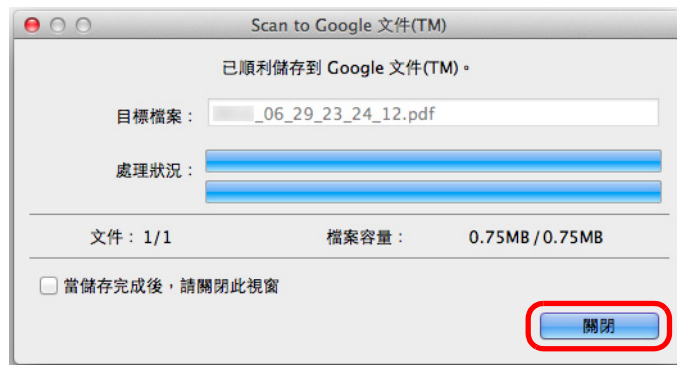 Scan to Google 文件(TM)
已順利儲存到 Google 文件(TM)。
目標檔案： _06_29_23_24_12.pdf
處理狀況：
文件： 1/1 檔案容量： 0.75MB / 0.75MB
當儲存完成後，請關閉此視窗
關閉